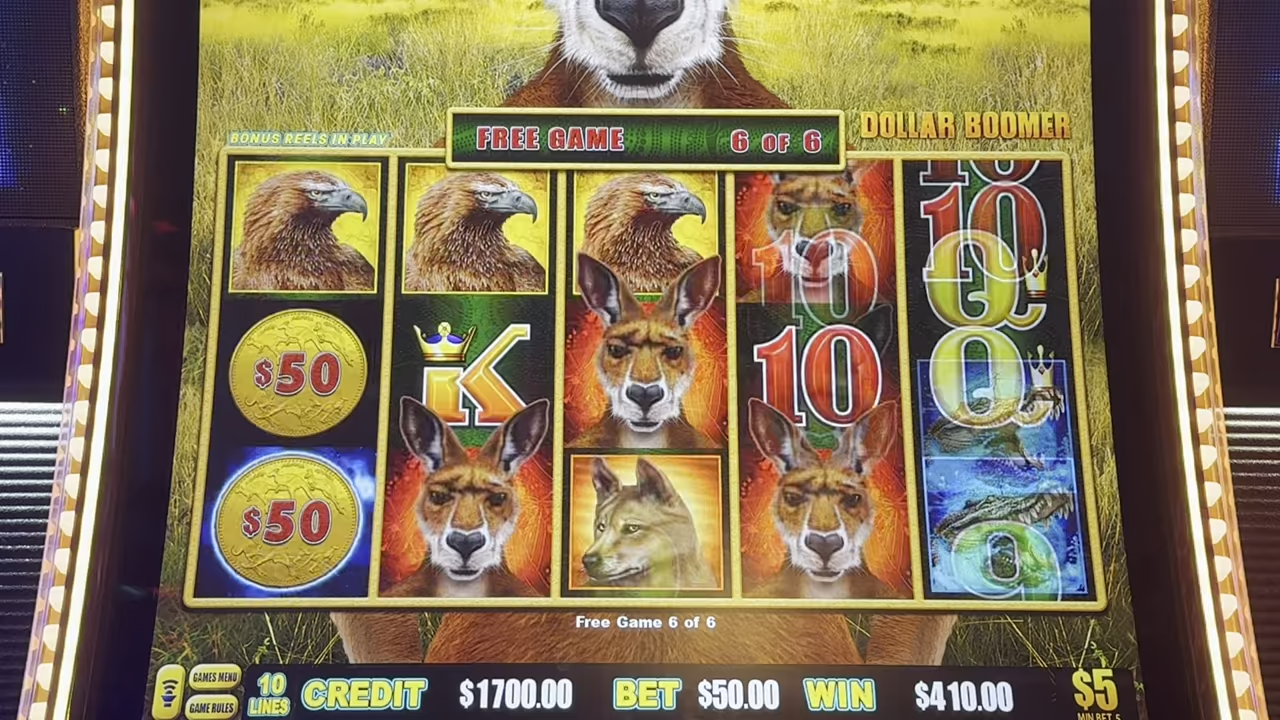 BONUS REELS IN PLAY
FREE GAME 6 OF 6
DOLLAR BOOMER
10
10
10
Q
$50
K
10
Q
$50
9
Free Game 6 of 6
GAMES MENU
GAME RULES
10 LINES
CREDIT $1700.00
BET $50.00
WIN $410.00
$5
MIN BET 5